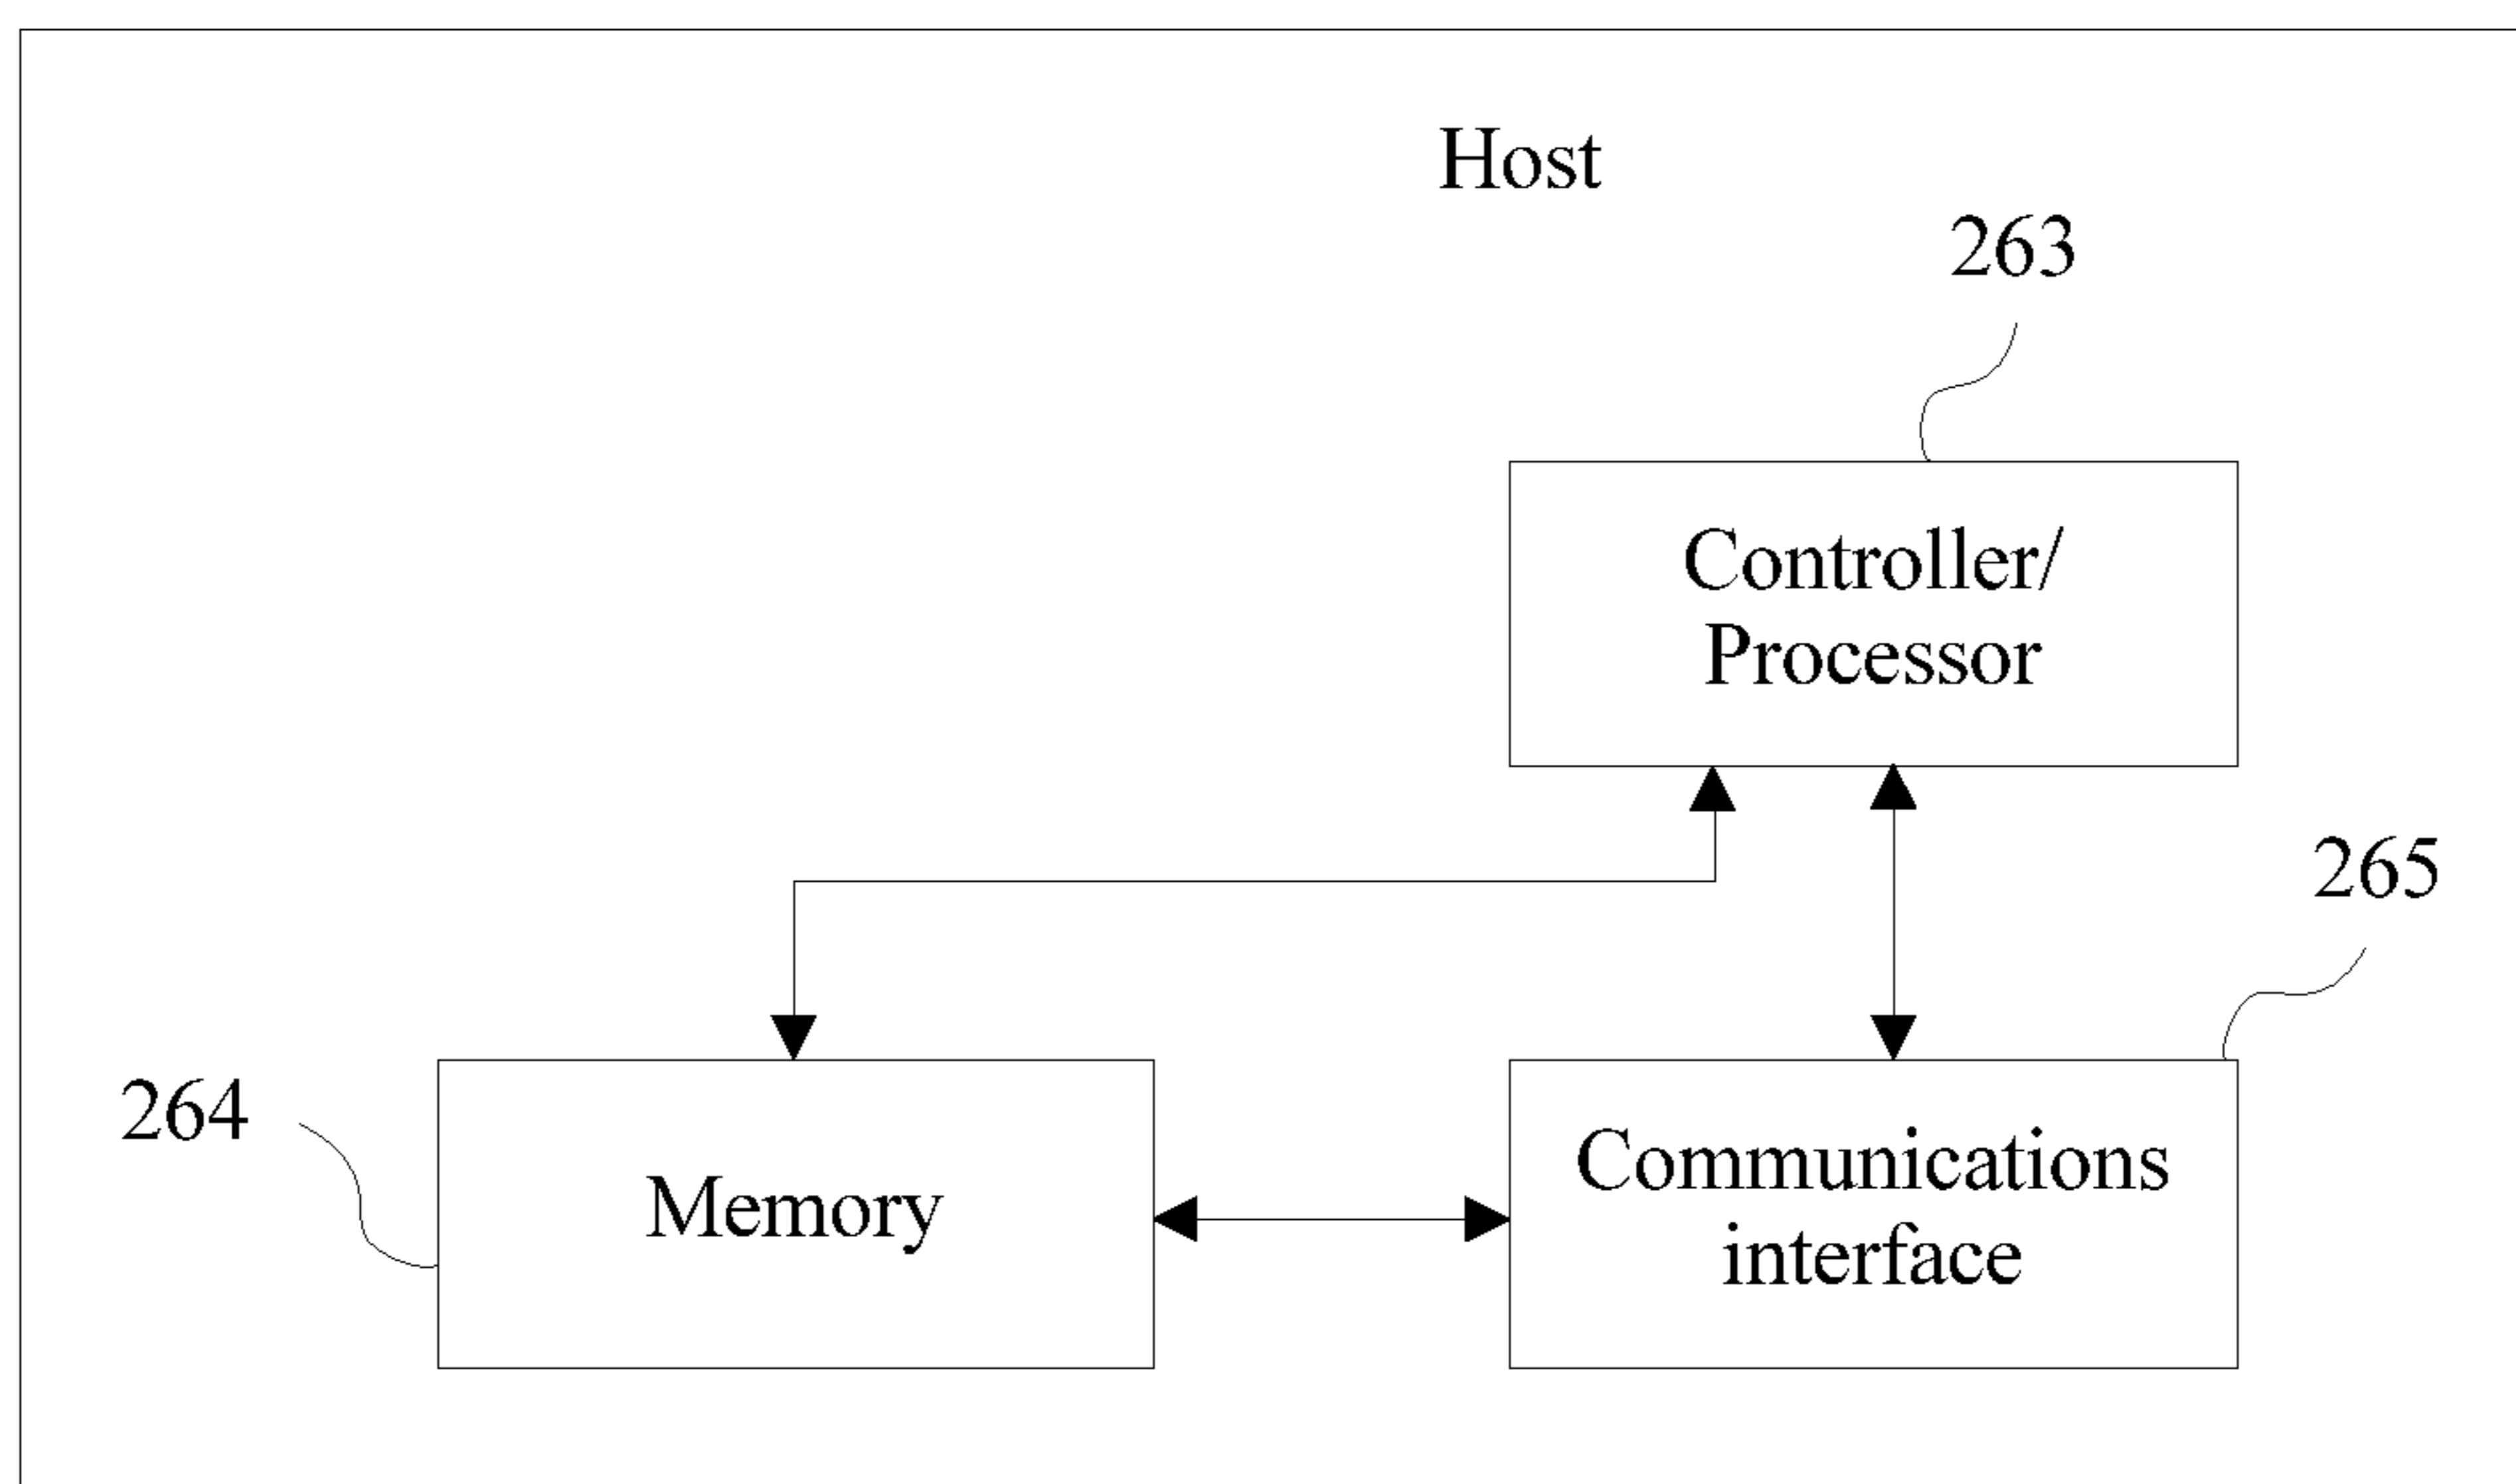 Host
263
Controller/
Processor
265
264
Memory
Communications
interface